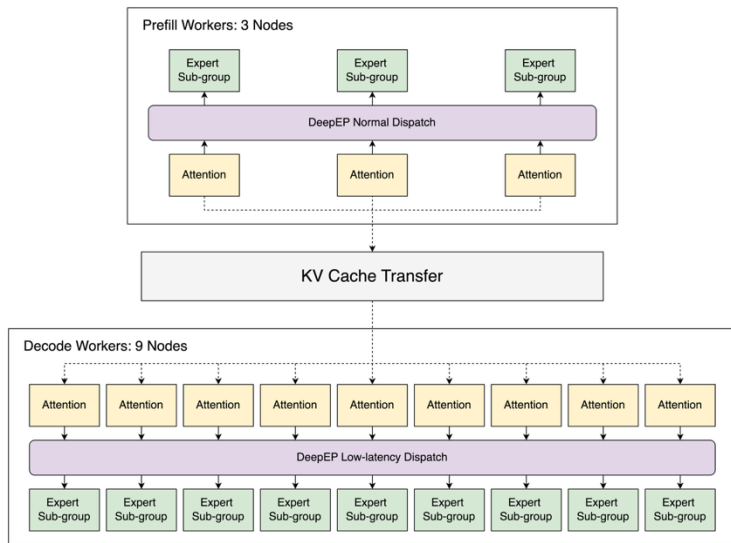 Prefill Workers: 3 Nodes
Expert
Sub-group
Expert
Sub-group
Expert
Sub-group
DeepEP Normal Dispatch
Attention
Attention
Attention
KV Cache Transfer
Decode Workers: 9 Nodes
Attention
Attention
Attention
Attention
Attention
Attention
Attention
Attention
Attention
DeepEP Low-latency Dispatch
Expert
Sub-group
Expert
Sub-group
Expert
Sub-group
Expert
Sub-group
Expert
Sub-group
Expert
Sub-group
Expert
Sub-group
Expert
Sub-group
Expert
Sub-group